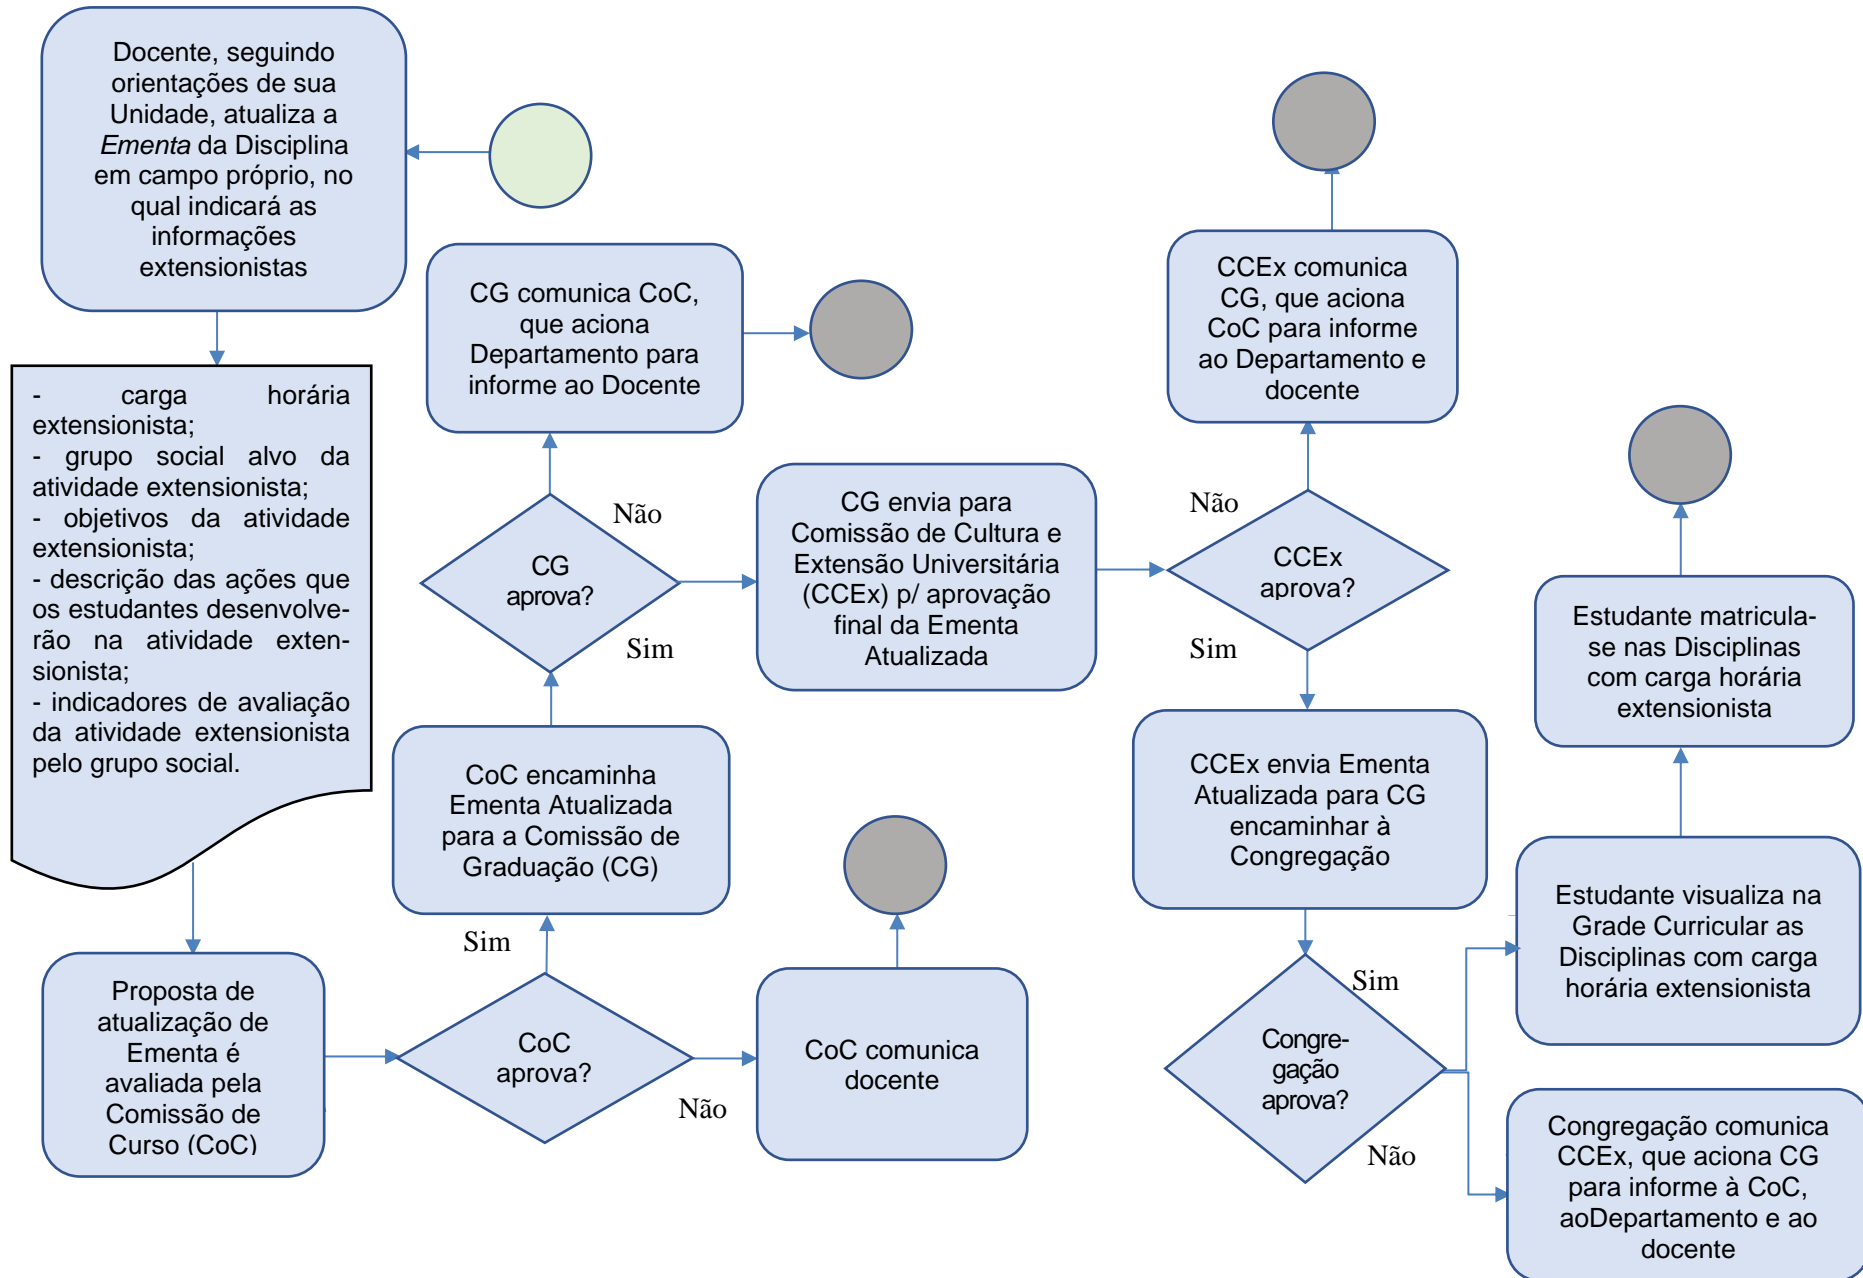 Docente, seguindo
orientações de sua
Unidade, atualiza a
Ementa da Disciplina
em campo próprio, no
qual indicará as
informações
extensionistas
- carga horária
extensionista;
- grupo social alvo da
atividade extensionista;
- objetivos da atividade
extensionista;
- descrição das ações que
os estudantes desenvolve-
rão na atividade exten-
sionista;
- indicadores de avaliação
da atividade extensionista
pelo grupo social.
Proposta de
atualização de
Ementa é
avaliada pela
Comissão de
Curso (CoC)
CoC
aprova?
Sim
Não
CoC comunica
docente
CoC encaminha
Ementa Atualizada
para a Comissão de
Graduação (CG)
CG
aprova?
Não
Sim
CG comunica CoC,
que aciona
Departamento para
informe ao Docente
CG envia para
Comissão de Cultura e
Extensão Universitária
(CCEx) p/ aprovação
final da Ementa
Atualizada
CCEx
aprova?
Não
Sim
CCEx comunica
CG, que aciona
CoC para informe
ao Departamento e
docente
CCEx envia Ementa
Atualizada para CG
encaminhar à
Congregação
Congre-
gação
aprova?
Sim
Não
Estudante visualiza na
Grade Curricular as
Disciplinas com carga
horária extensionista
Estudante matricula-
se nas Disciplinas
com carga horária
extensionista
Congregação comunica
CCEx, que aciona CG
para informe à CoC,
aoDepartamento e ao
docente